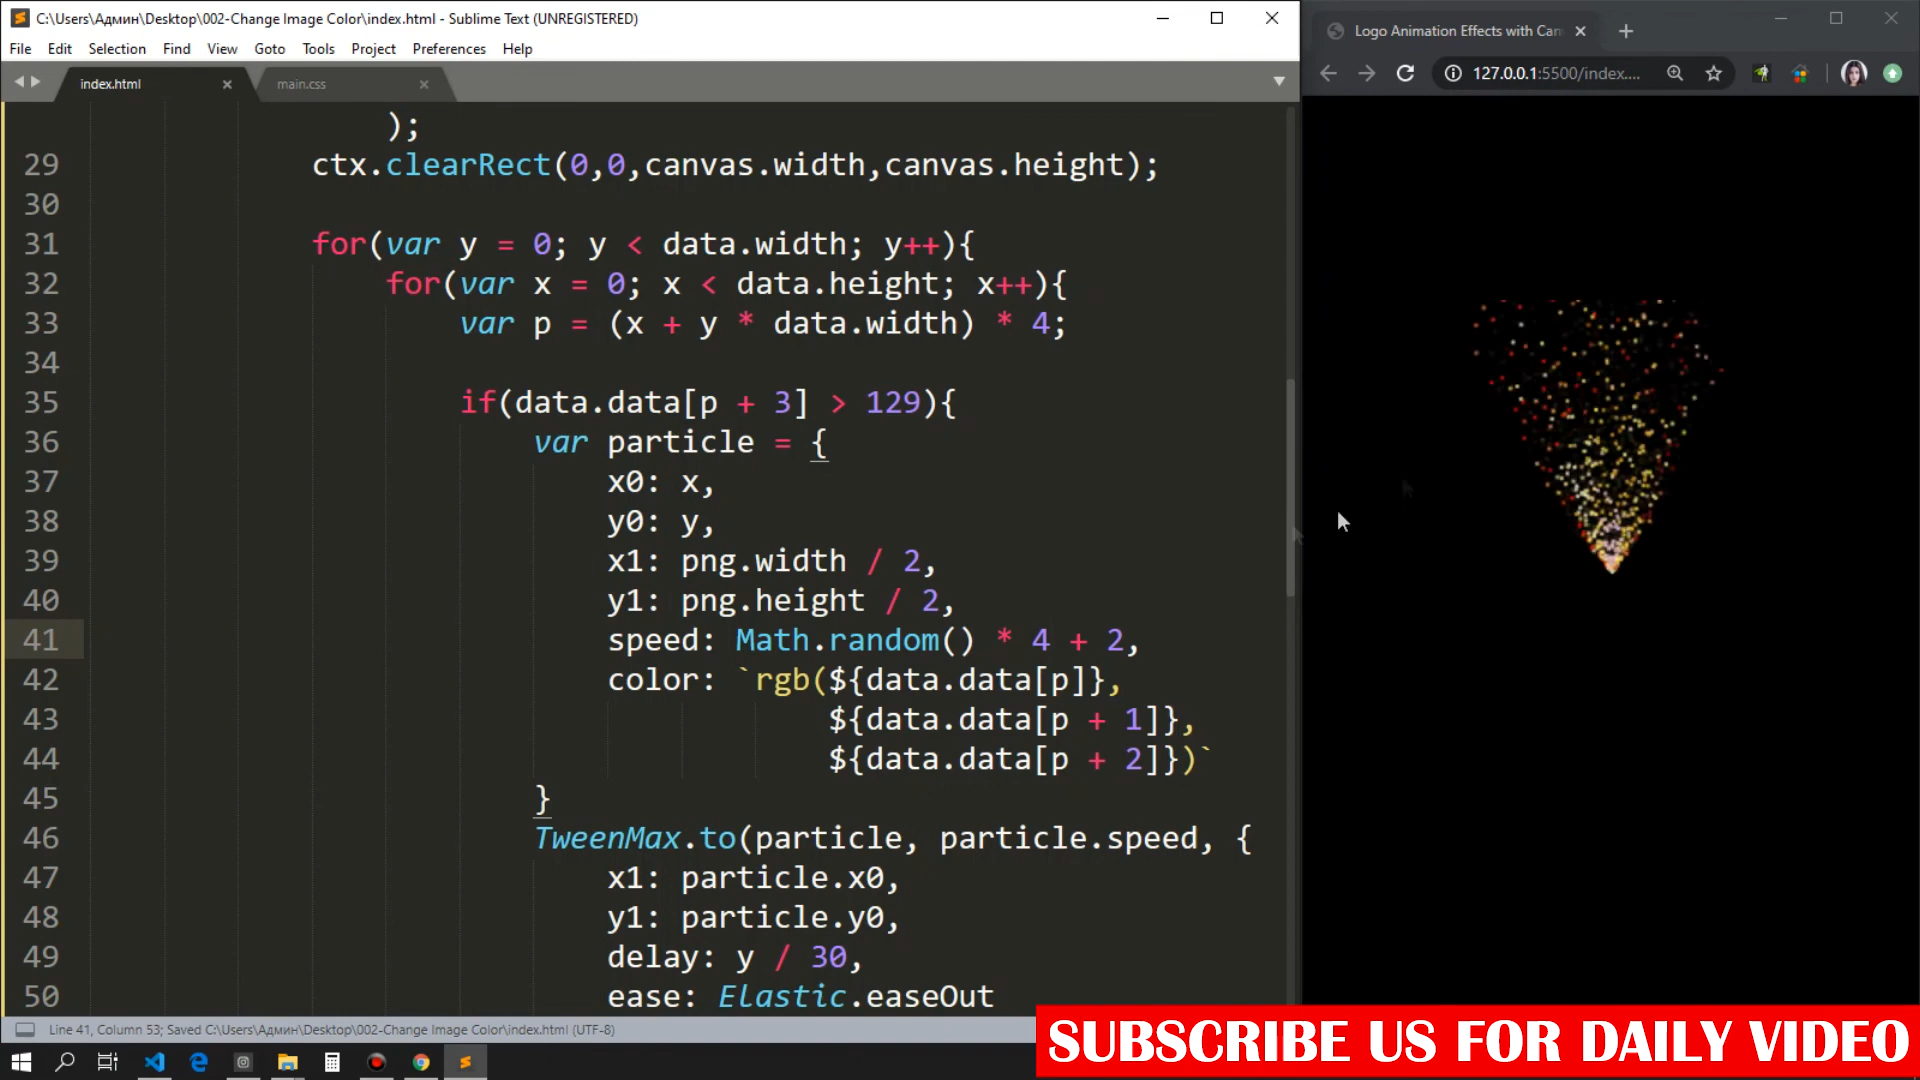 C:\Users\Админ\Desktop\002-Change Image Color\index.html - Sublime Text (UNREGISTERED)
File Edit Selection Find View Goto Tools Project Preferences Help
index.html
main.css
);
29 ctx.clearRect(0,0,canvas.width,canvas.height);
30
31 for(var y = 0; y < data.width; y++){
32 for(var x = 0; x < data.height; x++){
33 var p = (x + y * data.width) * 4;
34
35 if(data.data[p + 3] > 129){
36 var particle = {
37 x0: x,
38 y0: y,
39 x1: png.width / 2,
40 y1: png.height / 2,
41 speed: Math.random() * 4 + 2,
42 color: `rgb(${data.data[p]},
43 ${data.data[p + 1]},
44 ${data.data[p + 2]})`
45 }
46 TweenMax.to(particle, particle.speed, {
47 x1: particle.x0,
48 y1: particle.y0,
49 delay: y / 30,
50 ease: Elastic.easeOut
Line 41, Column 53; Saved C:\Users\Админ\Desktop\002-Change Image Color\index.html (UTF-8)
Logo Animation Effects with Can
127.0.0.1:5500/index....
SUBSCRIBE US FOR DAILY VIDEO